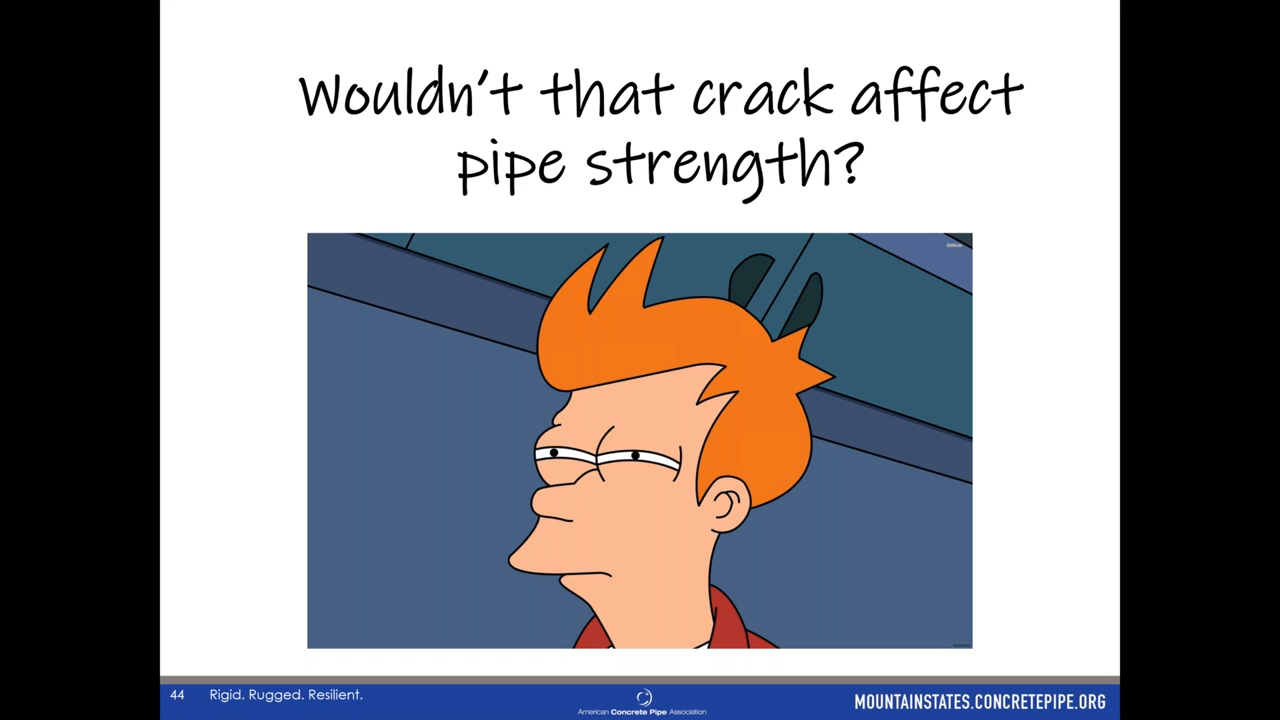 Wouldn't that crack affect
pipe strength?
44 Rigid. Rugged. Resilient.
American Concrete Pipe Association
MOUNTAINSTATES.CONCRETEPIPE.ORG